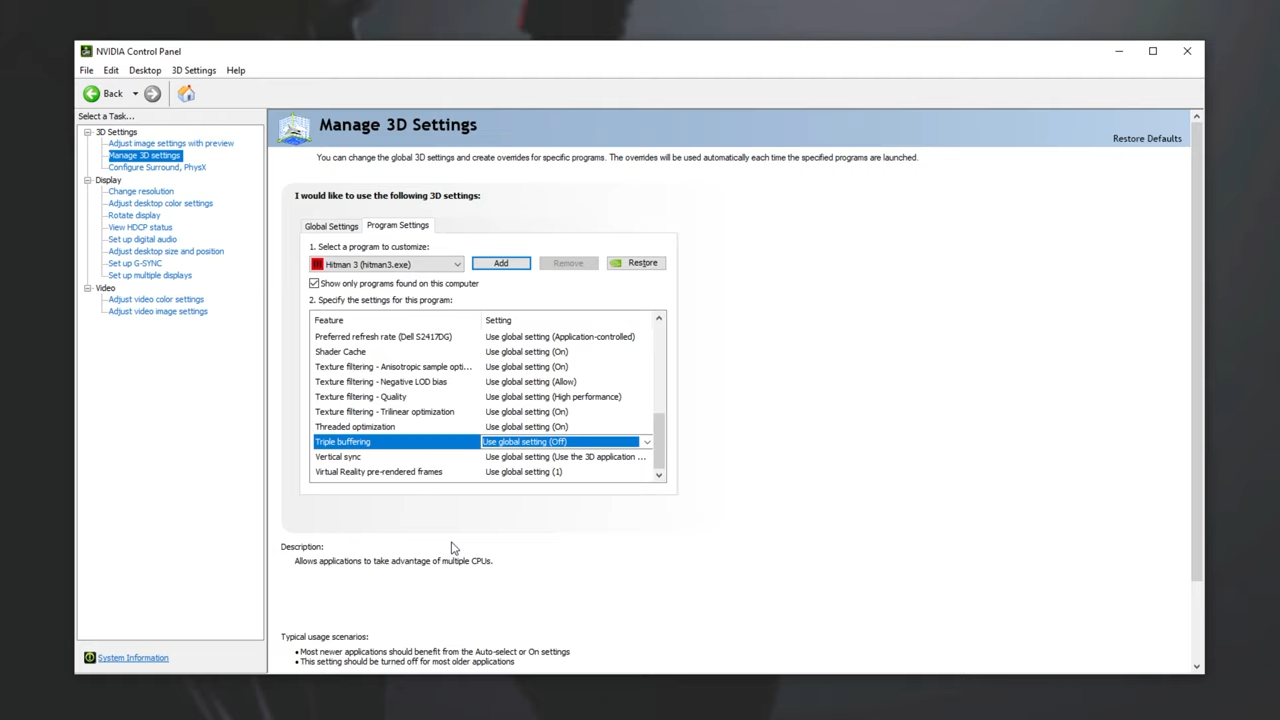 NVIDIA Control Panel
File Edit Desktop 3D Settings Help
Back
Select a Task...
3D Settings
Adjust image settings with preview
Manage 3D settings
Configure Surround, PhysX
Display
Change resolution
Adjust desktop color settings
Rotate display
View HDCP status
Set up digital audio
Adjust desktop size and position
Set up G-SYNC
Set up multiple displays
Video
Adjust video color settings
Adjust video image settings
System Information
Manage 3D Settings
Restore Defaults
You can change the global 3D settings and create overrides for specific programs. The overrides will be used automatically each time the specified programs are launched.
I would like to use the following 3D settings:
Global Settings Program Settings
1. Select a program to customize:
Hitman 3 (hitman3.exe) Add Remove Restore
Show only programs found on this computer
2. Specify the settings for this program:
Feature Setting
Preferred refresh rate (Dell S2417DG) Use global setting (Application-controlled)
Shader Cache Use global setting (On)
Texture filtering - Anisotropic sample opti... Use global setting (On)
Texture filtering - Negative LOD bias Use global setting (Allow)
Texture filtering - Quality Use global setting (High performance)
Texture filtering - Trilinear optimization Use global setting (On)
Threaded optimization Use global setting (On)
Triple buffering Use global setting (Off)
Vertical sync Use global setting (Use the 3D application ...
Virtual Reality pre-rendered frames Use global setting (1)
Description:
Allows applications to take advantage of multiple CPUs.
Typical usage scenarios:
• Most newer applications should benefit from the Auto-select or On settings
• This setting should be turned off for most older applications